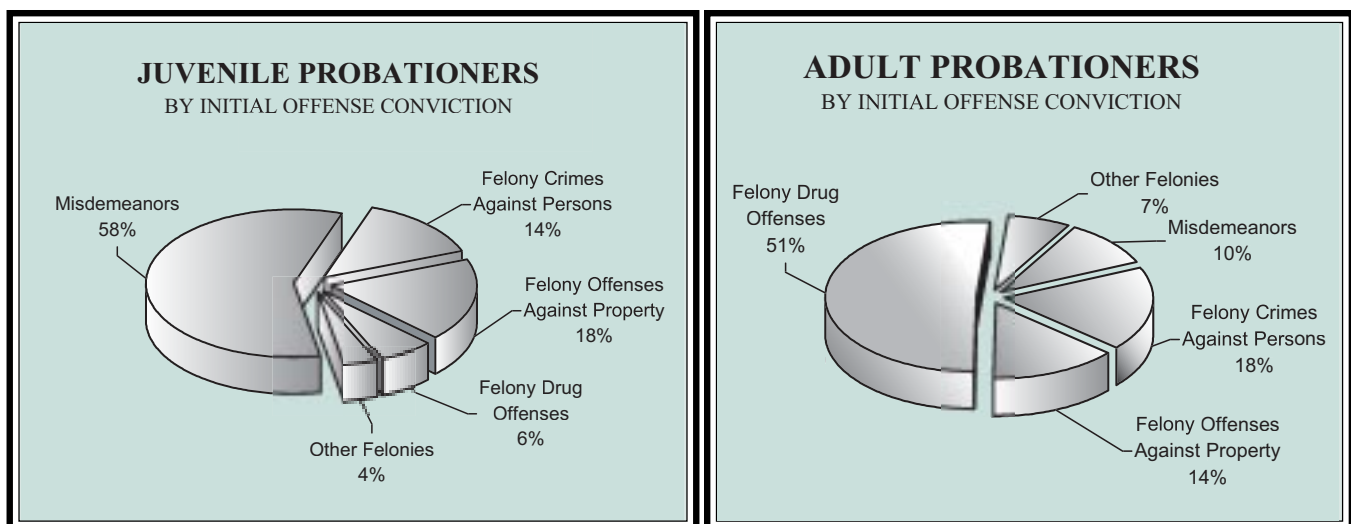 JUVENILE PROBATIONERS
BY INITIAL OFFENSE CONVICTION
Misdemeanors
58%
Felony Crimes
Against Persons
14%
Felony Offenses
Against Property
18%
Felony Drug
Offenses
6%
Other Felonies
4%
ADULT PROBATIONERS
BY INITIAL OFFENSE CONVICTION
Felony Drug
Offenses
51%
Other Felonies
7%
Misdemeanors
10%
Felony Crimes
Against Persons
18%
Felony Offenses
Against Property
14%